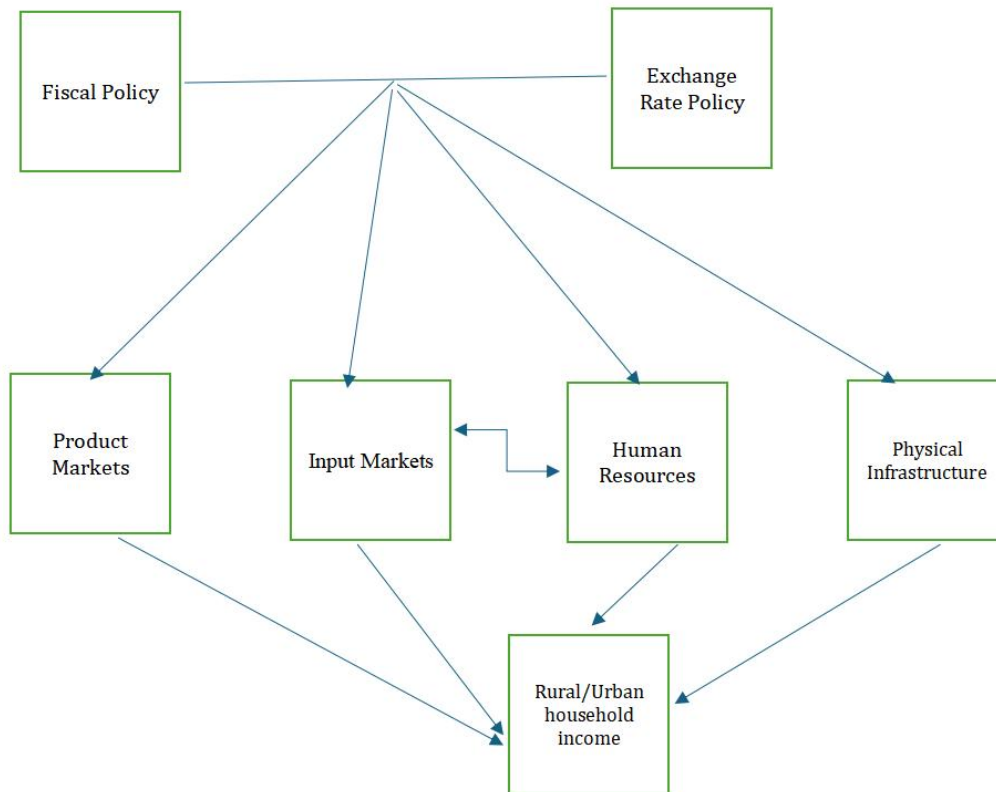 Fiscal Policy
Exchange
Rate Policy
Product
Markets
Input Markets
Human
Resources
Physical
Infrastructure
Rural/Urban
household
income